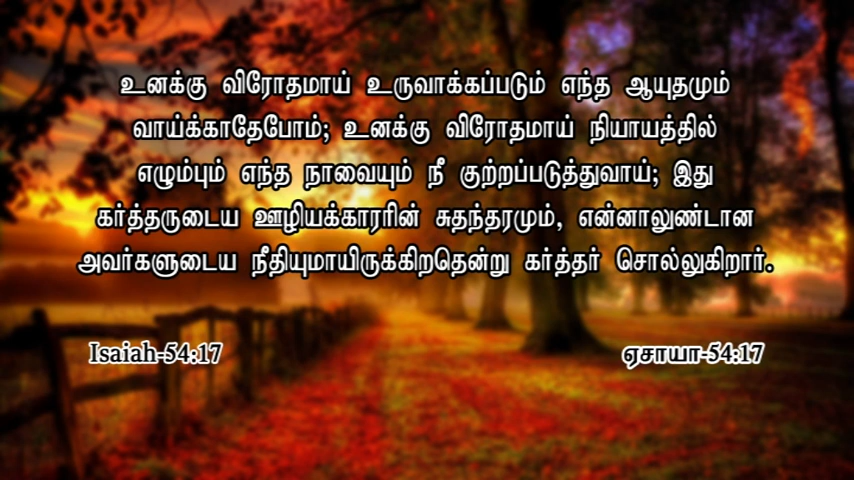 உனக்கு விரோதமாய் உருவாக்கப்படும் எந்த ஆயுதமும்
வாய்க்காதேபோம்; உனக்கு விரோதமாய் நியாயத்தில்
எழும்பும் எந்த நாவையும் நீ குற்றப்படுத்துவாய்; இது
கர்த்தருடைய ஊழியக்காரரின் சுதந்தரமும், என்னாலுண்டான
அவர்களுடைய நீதியுமாயிருக்கிறதென்று கர்த்தர் சொல்லுகிறார்.
Isaiah-54:17 ஏசாயா-54:17